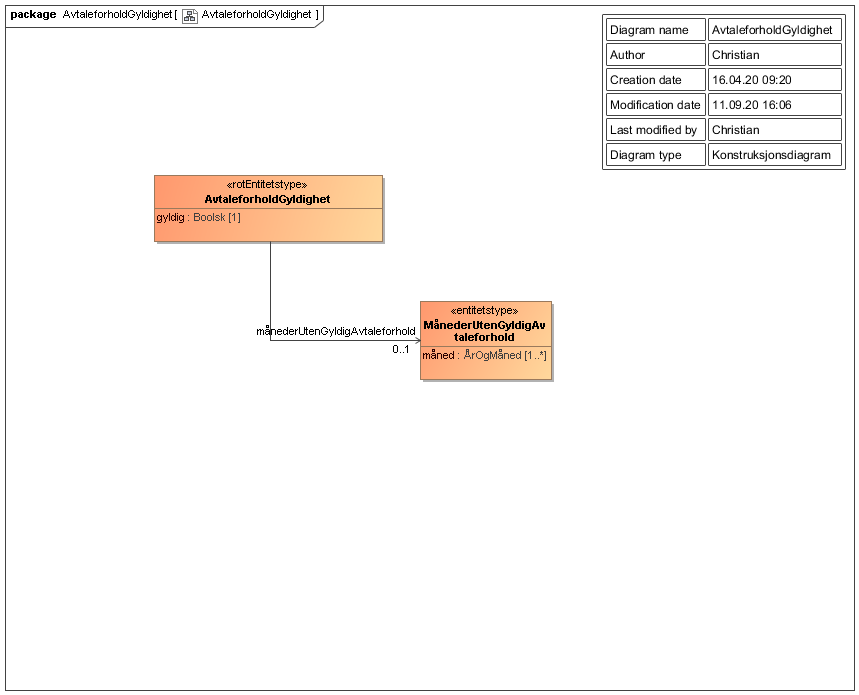 package AvtaleforholdGyldighet [ AvtaleforholdGyldighet ]
Diagram name AvtaleforholdGyldighet
Author Christian
Creation date 16.04.20 09:20
Modification date 11.09.20 16:06
Last modified by Christian
Diagram type Konstruksjonsdiagram
«rotEntitetstype»
AvtaleforholdGyldighet
gyldig : Boolsk [1]
månederUtenGyldigAvtaleforhold
0..1
«entitetstype»
MånederUtenGyldigAv
taleforhold
måned : ÅrOgMåned [1..*]